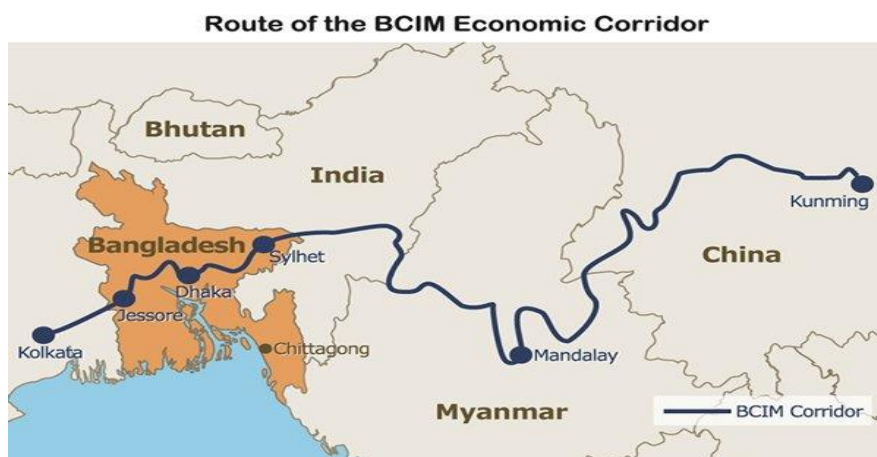 Route of the BCIM Economic Corridor
Bhutan
India
Kunming
Bangladesh
Sylhet
China
Dhaka
Jessore
Kolkata
Chittagong
Mandalay
Myanmar
BCIM Corridor